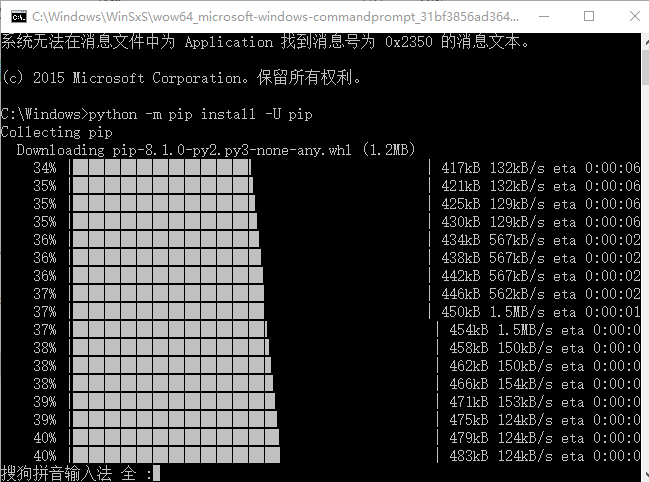 C:\Windows\WinSxS\wow64_microsoft-windows-commandprompt_31bf3856ad364...
系统无法在消息文件中为 Application 找到消息号为 0x2350 的消息文本。
(c) 2015 Microsoft Corporation。保留所有权利。
C:\Windows>python -m pip install -U pip
Collecting pip
Downloading pip-8.1.0-py2.py3-none-any.whl (1.2MB)
34% | | 417kB 132kB/s eta 0:00:06
35% | | 421kB 132kB/s eta 0:00:06
35% | | 425kB 129kB/s eta 0:00:06
35% | | 430kB 129kB/s eta 0:00:06
36% | | 434kB 567kB/s eta 0:00:02
36% | | 438kB 567kB/s eta 0:00:02
36% | | 442kB 567kB/s eta 0:00:02
37% | | 446kB 562kB/s eta 0:00:02
37% | | 450kB 1.5MB/s eta 0:00:01
37% | | 454kB 1.5MB/s eta 0:00:0
38% | | 458kB 150kB/s eta 0:00:0
38% | | 462kB 150kB/s eta 0:00:0
38% | | 466kB 154kB/s eta 0:00:0
39% | | 471kB 153kB/s eta 0:00:0
39% | | 475kB 124kB/s eta 0:00:0
40% | | 479kB 124kB/s eta 0:00:0
40% | | 483kB 124kB/s eta 0:00:0
搜狗拼音输入法 全 :